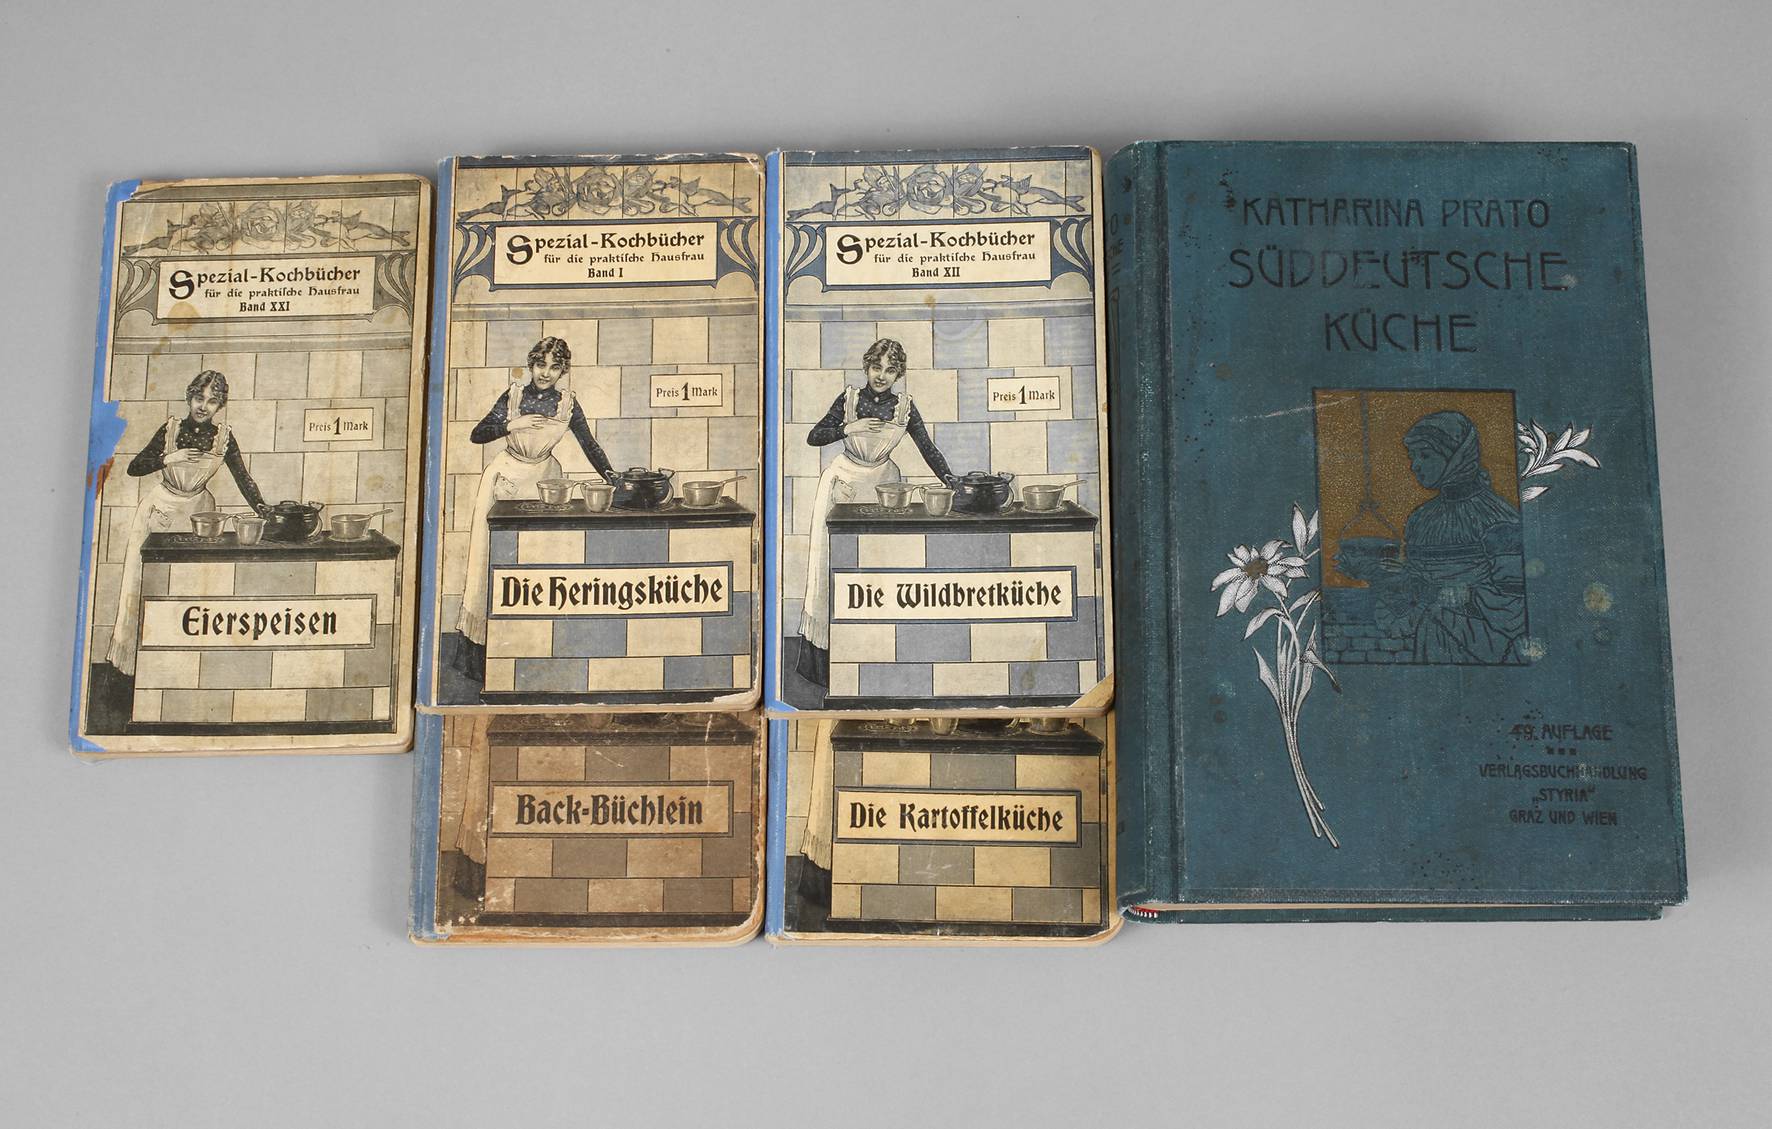 Spezial-Kochbücher
für die praktische Hausfrau
Band XXI
Preis 1 Mark
Eierspeisen
Spezial-Kochbücher
für die praktische Hausfrau
Band I
Preis 1 Mark
Die Heringsküche
Spezial-Kochbücher
für die praktische Hausfrau
Band XII
Preis 1 Mark
Die Wildbretküche
Back-Büchlein
Die Kartoffelküche
KATHARINA PRATO
SÜDDEUTSCHE
KÜCHE
49. AUFLAGE
VERLAGSBUCHHANDLUNG
„STYRIA"
GRAZ UND WIEN